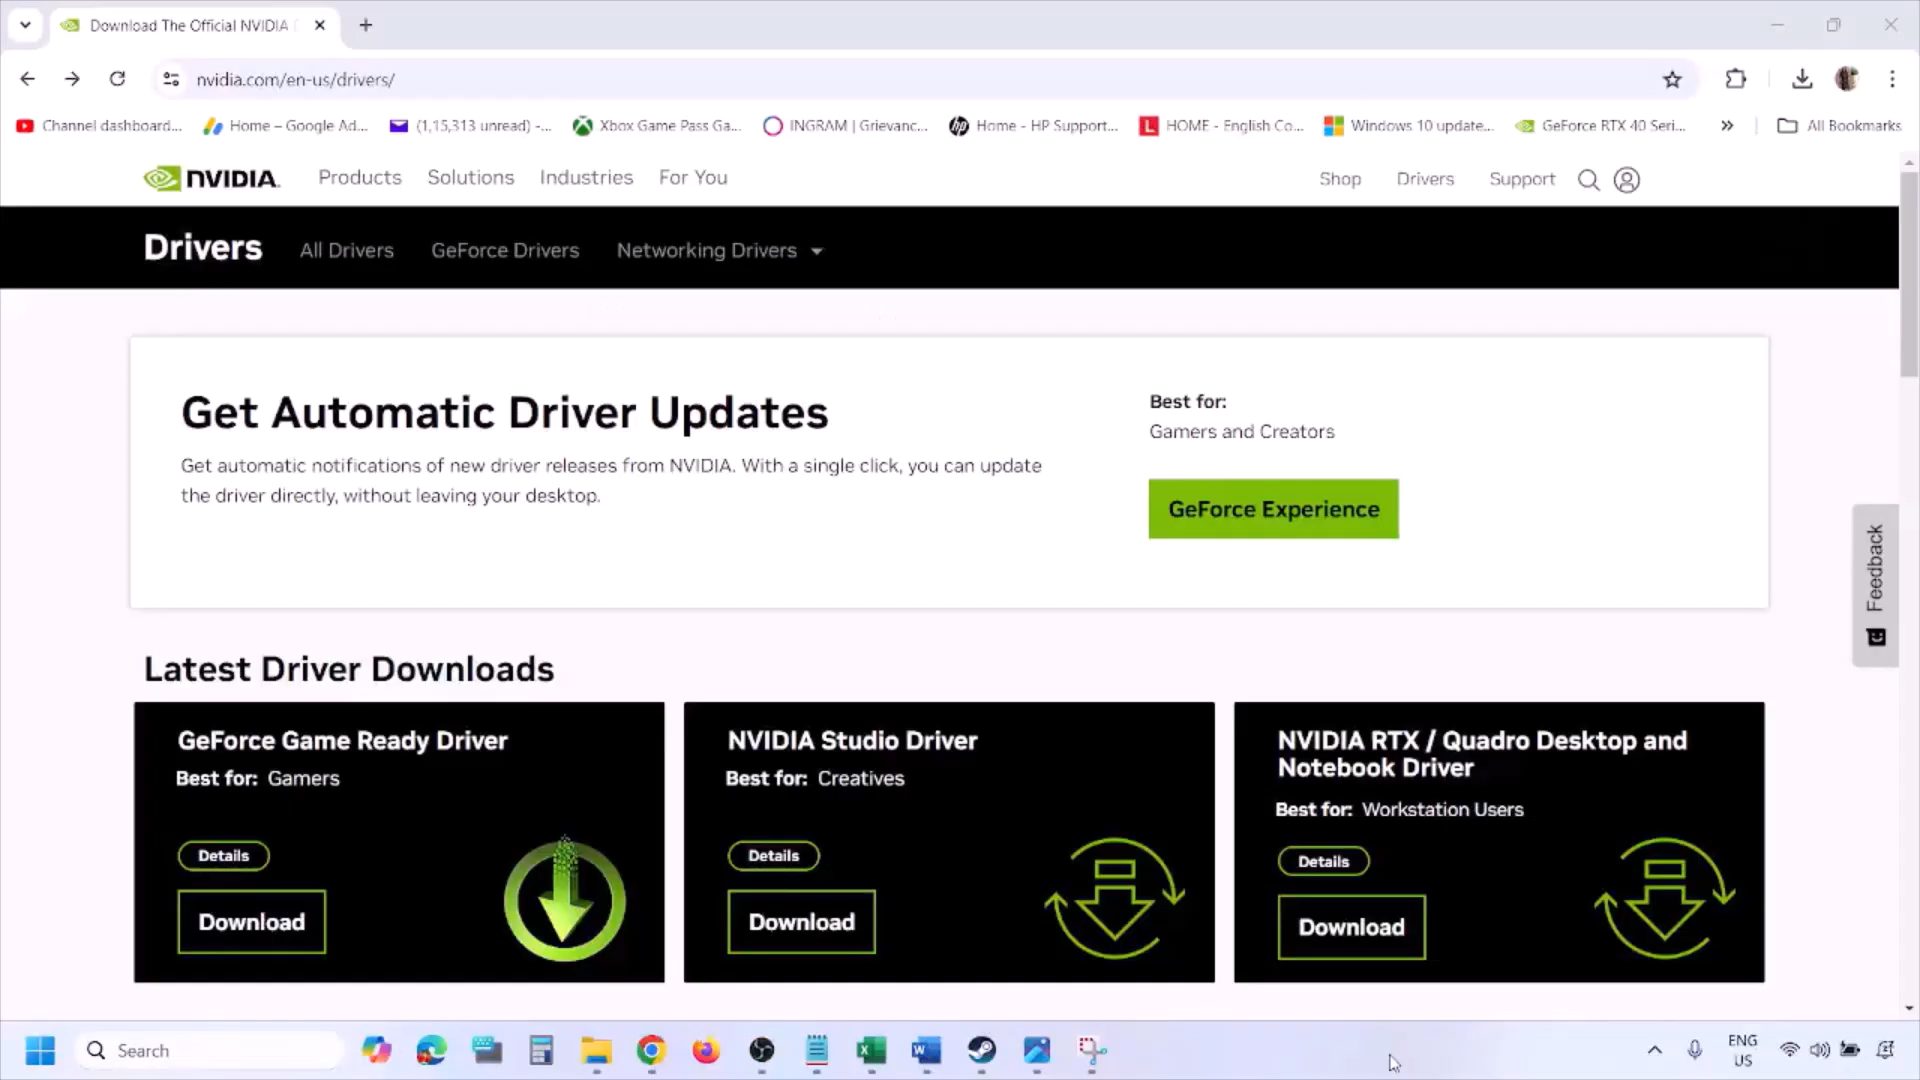 Download The Official NVIDIA
nvidia.com/en-us/drivers/
Channel dashboard... Home – Google Ad... (1,15,313 unread) -... Xbox Game Pass Ga... INGRAM | Grievanc... Home - HP Support... HOME - English Co... Windows 10 update... GeForce RTX 40 Seri... » All Bookmarks
NVIDIA. Products Solutions Industries For You Shop Drivers Support
Drivers All Drivers GeForce Drivers Networking Drivers
Get Automatic Driver Updates
Get automatic notifications of new driver releases from NVIDIA. With a single click, you can update
the driver directly, without leaving your desktop.
Best for:
Gamers and Creators
GeForce Experience
Feedback
Latest Driver Downloads
GeForce Game Ready Driver
Best for: Gamers
Details
Download
NVIDIA Studio Driver
Best for: Creatives
Details
Download
NVIDIA RTX / Quadro Desktop and
Notebook Driver
Best for: Workstation Users
Details
Download
Search
ENG
US